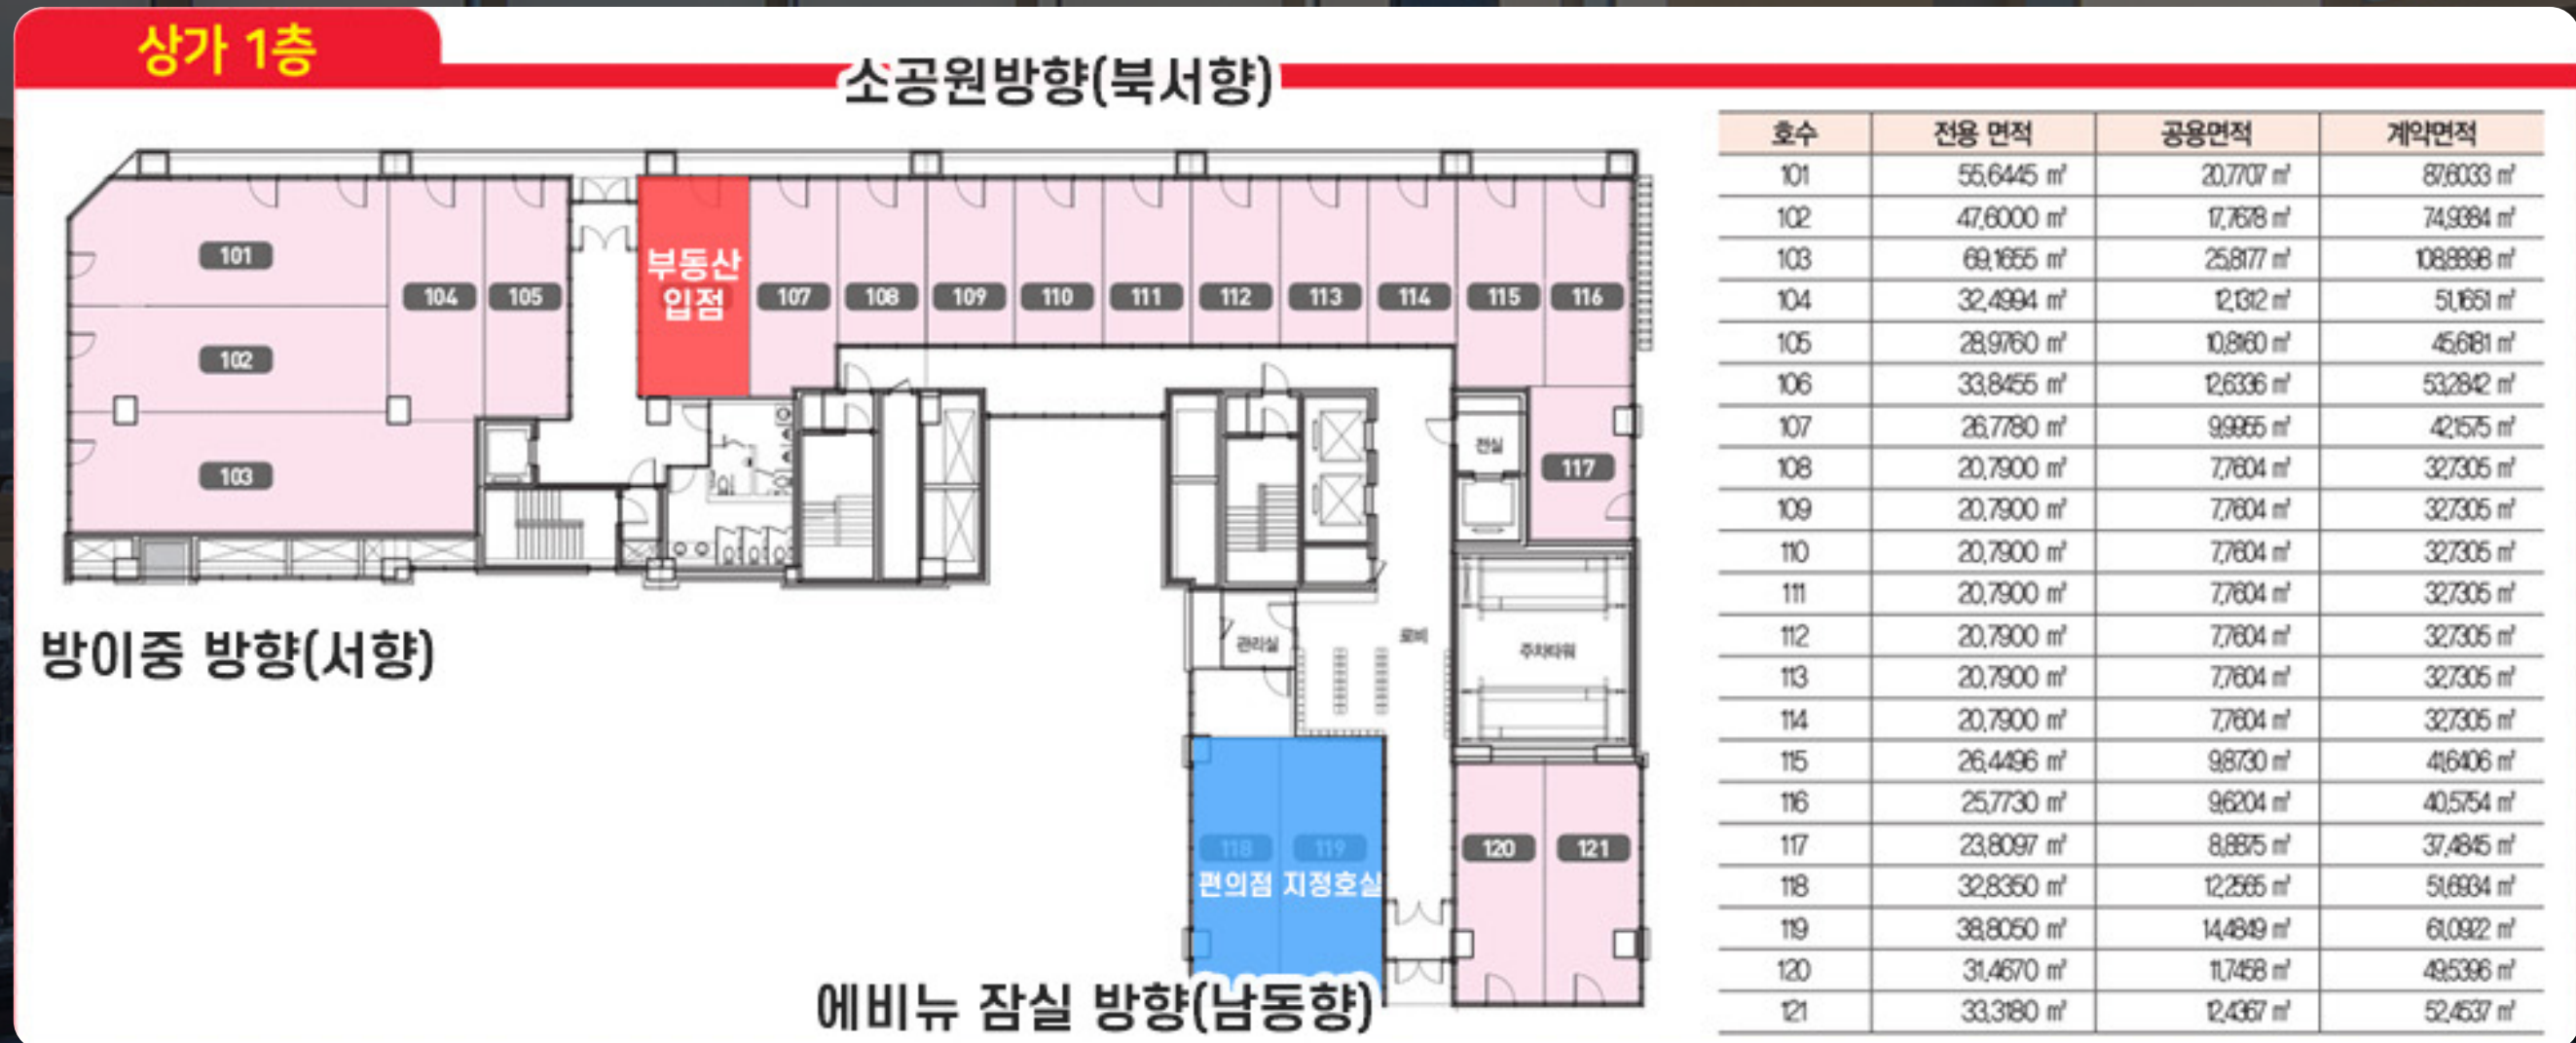 상가 1층
소공원방향(북서향)
101
102
103
104
105
부동산
입점
107
108
109
110
111
112
113
114
115
116
117
전실
관리실
로비
주차타워
118
119
편의점
지정호실
120
121
방이중 방향(서향)
에비뉴 잠실 방향(남동향)
호수 전용 면적 공용면적 계약면적
101 55,6445 ㎡ 20,7707 ㎡ 87,6033 ㎡
102 47,6000 ㎡ 17,7678 ㎡ 74,9384 ㎡
103 69,1655 ㎡ 25,8177 ㎡ 108,8898 ㎡
104 32,4994 ㎡ 12,1312 ㎡ 51,1651 ㎡
105 28,9760 ㎡ 10,8160 ㎡ 45,6181 ㎡
106 33,8455 ㎡ 12,6336 ㎡ 53,2842 ㎡
107 26,7780 ㎡ 9,9955 ㎡ 42,1575 ㎡
108 20,7900 ㎡ 7,7604 ㎡ 32,7305 ㎡
109 20,7900 ㎡ 7,7604 ㎡ 32,7305 ㎡
110 20,7900 ㎡ 7,7604 ㎡ 32,7305 ㎡
111 20,7900 ㎡ 7,7604 ㎡ 32,7305 ㎡
112 20,7900 ㎡ 7,7604 ㎡ 32,7305 ㎡
113 20,7900 ㎡ 7,7604 ㎡ 32,7305 ㎡
114 20,7900 ㎡ 7,7604 ㎡ 32,7305 ㎡
115 26,4496 ㎡ 9,8730 ㎡ 41,6406 ㎡
116 25,7730 ㎡ 9,6204 ㎡ 40,5754 ㎡
117 23,8097 ㎡ 8,8875 ㎡ 37,4845 ㎡
118 32,8350 ㎡ 12,2565 ㎡ 51,6934 ㎡
119 38,8050 ㎡ 14,4849 ㎡ 61,0922 ㎡
120 31,4670 ㎡ 11,7458 ㎡ 49,5396 ㎡
121 33,3180 ㎡ 12,4367 ㎡ 52,4537 ㎡